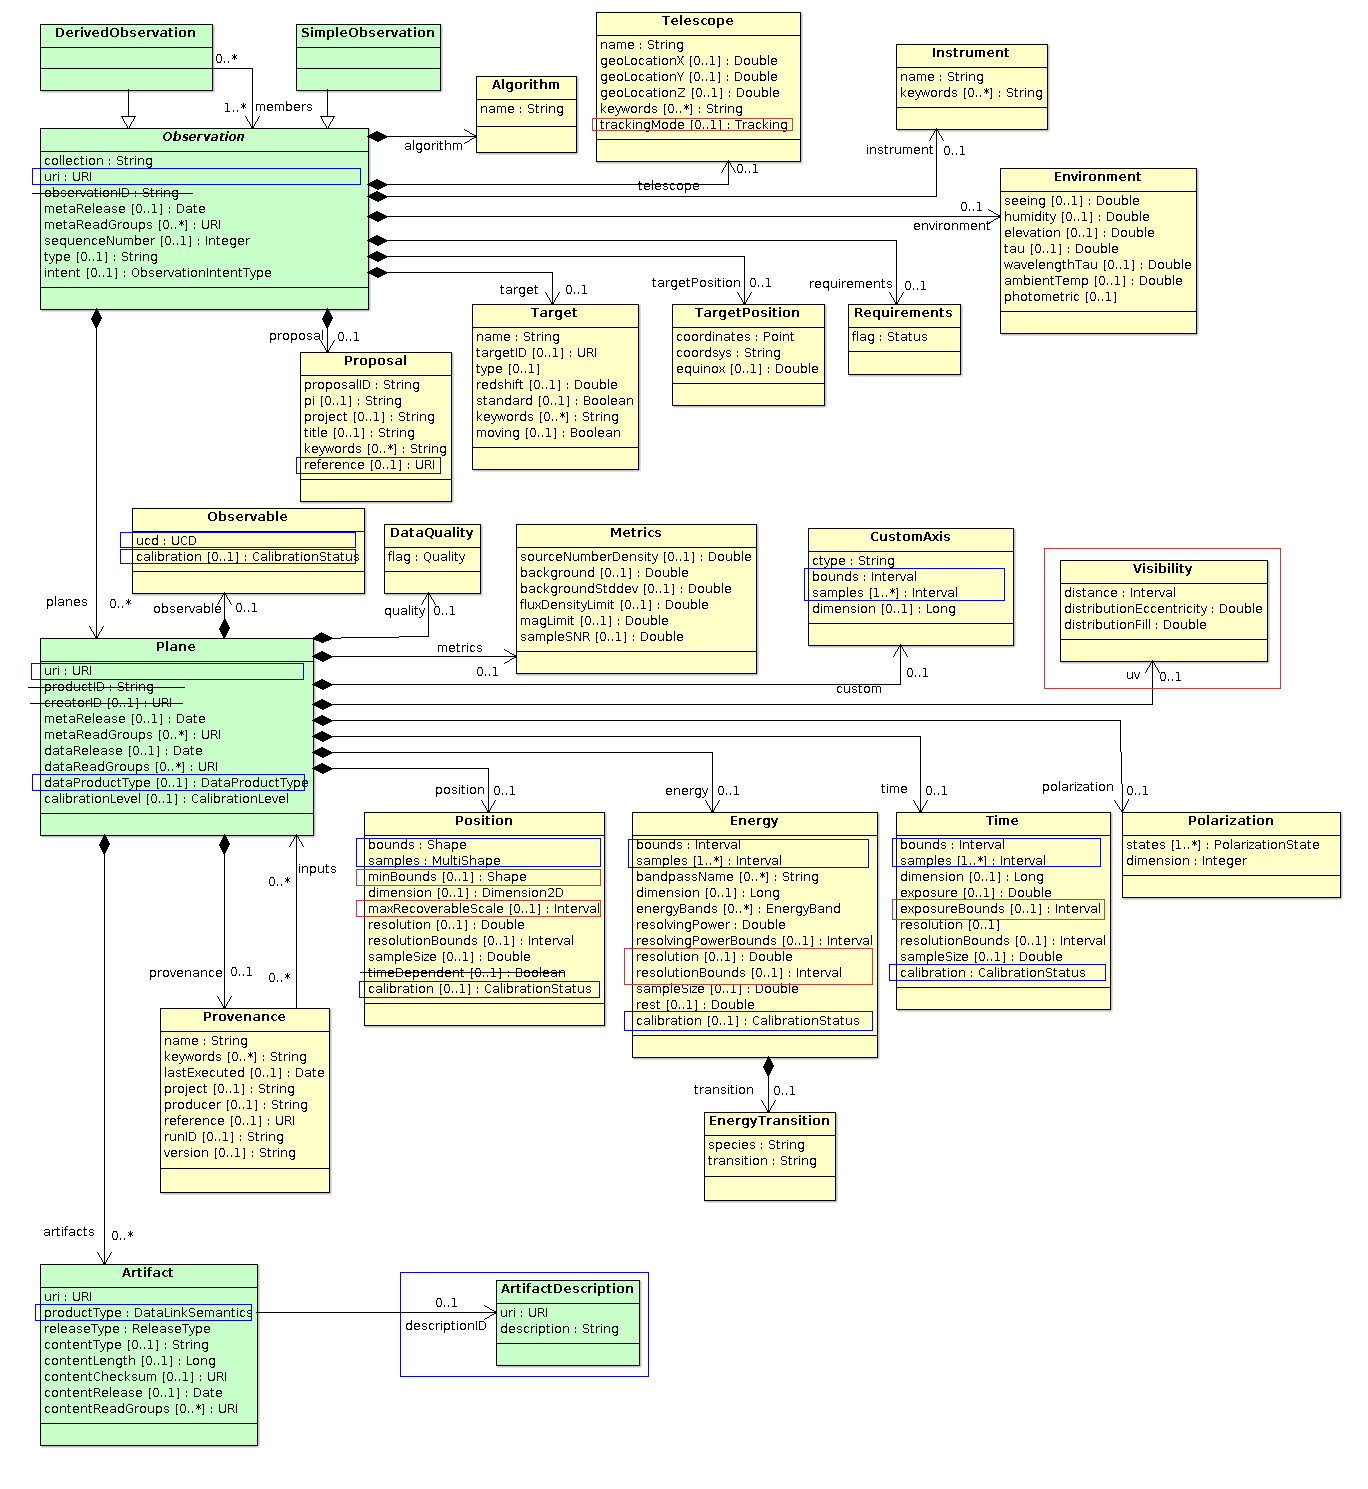 DerivedObservation
0..*
1..* members
SimpleObservation
Observation
collection : String
uri : URI
observationID : String
metaRelease [0..1] : Date
metaReadGroups [0..*] : URI
sequenceNumber [0..1] : Integer
type [0..1] : String
intent [0..1] : ObservationIntentType
Algorithm
name : String
algorithm
Telescope
name : String
geoLocationX [0..1] : Double
geoLocationY [0..1] : Double
geoLocationZ [0..1] : Double
keywords [0..*] : String
trackingMode [0..1] : Tracking
0..1
telescope
Instrument
name : String
keywords [0..*] : String
instrument 0..1
Environment
seeing [0..1] : Double
humidity [0..1] : Double
elevation [0..1] : Double
tau [0..1] : Double
wavelengthTau [0..1] : Double
ambientTemp [0..1] : Double
photometric [0..1]
0..1
environment
target 0..1
Target
name : String
targetID [0..1] : URI
type [0..1]
redshift [0..1] : Double
standard [0..1] : Boolean
keywords [0..*] : String
moving [0..1] : Boolean
targetPosition 0..1
TargetPosition
coordinates : Point
coordsys : String
equinox [0..1] : Double
requirements 0..1
Requirements
flag : Status
proposal 0..1
Proposal
proposalID : String
pi [0..1] : String
project [0..1] : String
title [0..1] : String
keywords [0..*] : String
reference [0..1] : URI
Observable
ucd : UCD
calibration [0..1] : CalibrationStatus
observable 0..1
DataQuality
flag : Quality
quality 0..1
Metrics
sourceNumberDensity [0..1] : Double
background [0..1] : Double
backgroundStddev [0..1] : Double
fluxDensityLimit [0..1] : Double
magLimit [0..1] : Double
sampleSNR [0..1] : Double
metrics
0..1
CustomAxis
ctype : String
bounds : Interval
samples [1..*] : Interval
dimension [0..1] : Long
0..1
custom
Visibility
distance : Interval
distributionEccentricity : Double
distributionFill : Double
uv 0..1
planes 0..*
Plane
uri : URI
productID : String
creatorID [0..1] : URI
metaRelease [0..1] : Date
metaReadGroups [0..*] : URI
dataRelease [0..1] : Date
dataReadGroups [0..*] : URI
dataProductType [0..1] : DataProductType
calibrationLevel [0..1] : CalibrationLevel
position 0..1
Position
bounds : Shape
samples : MultiShape
minBounds [0..1] : Shape
dimension [0..1] : Dimension2D
maxRecoverableScale [0..1] : Interval
resolution [0..1] : Double
resolutionBounds [0..1] : Interval
sampleSize [0..1] : Double
timeDependent [0..1] : Boolean
calibration [0..1] : CalibrationStatus
energy 0..1
Energy
bounds : Interval
samples [1..*] : Interval
bandpassName [0..*] : String
dimension [0..1] : Long
energyBands [0..*] : EnergyBand
resolvingPower : Double
resolvingPowerBounds [0..1] : Interval
resolution [0..1] : Double
resolutionBounds [0..1] : Interval
sampleSize [0..1] : Double
rest [0..1] : Double
calibration [0..1] : CalibrationStatus
time 0..1
Time
bounds : Interval
samples [1..*] : Interval
dimension [0..1] : Long
exposure [0..1] : Double
exposureBounds [0..1] : Interval
resolution [0..1]
resolutionBounds [0..1] : Interval
sampleSize [0..1] : Double
calibration : CalibrationStatus
polarization 0..1
Polarization
states [1..*] : PolarizationState
dimension : Integer
inputs
0..*
0..*
provenance 0..1
Provenance
name : String
keywords [0..*] : String
lastExecuted [0..1] : Date
project [0..1] : String
producer [0..1] : String
reference [0..1] : URI
runID [0..1] : String
version [0..1] : String
transition 0..1
EnergyTransition
species : String
transition : String
artifacts 0..*
Artifact
uri : URI
productType : DataLinkSemantics
releaseType : ReleaseType
contentType [0..1] : String
contentLength [0..1] : Long
contentChecksum [0..1] : URI
contentRelease [0..1] : Date
contentReadGroups [0..*] : URI
0..1
descriptionID
ArtifactDescription
uri : URI
description : String